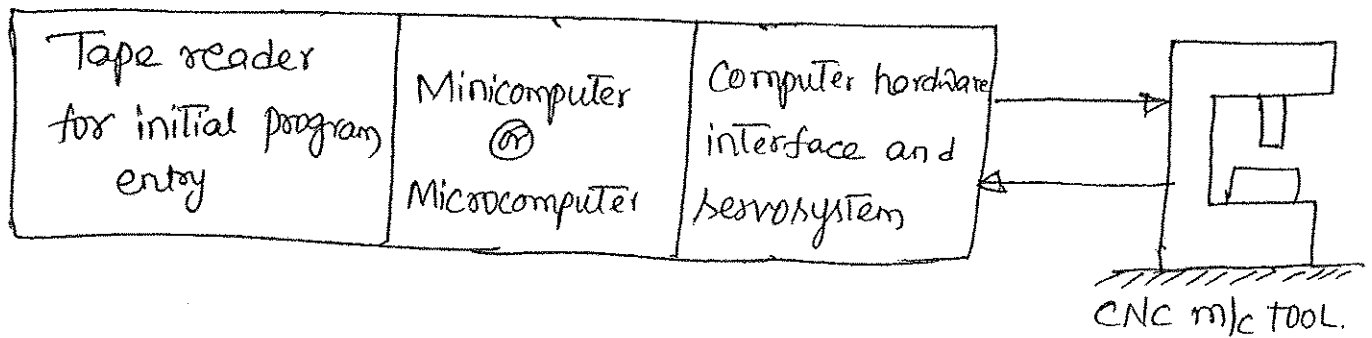 Tape reader
for initial program
entry
Minicomputer
or
Microcomputer
Computer hardware
interface and
servosystem
CNC m/c TOOL.